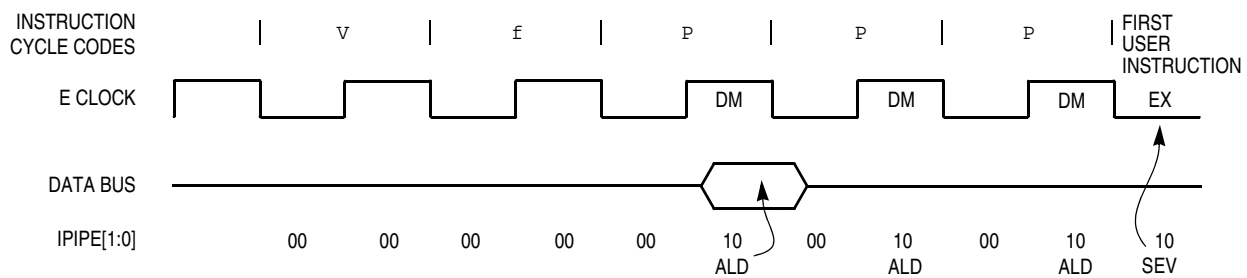 INSTRUCTION
CYCLE CODES
V f P P P
FIRST
USER
INSTRUCTION
E CLOCK
DM DM DM EX
DATA BUS
IPIPE[1:0]
00 00 00 00 00 10 00 10 00 10 10
ALD ALD ALD SEV